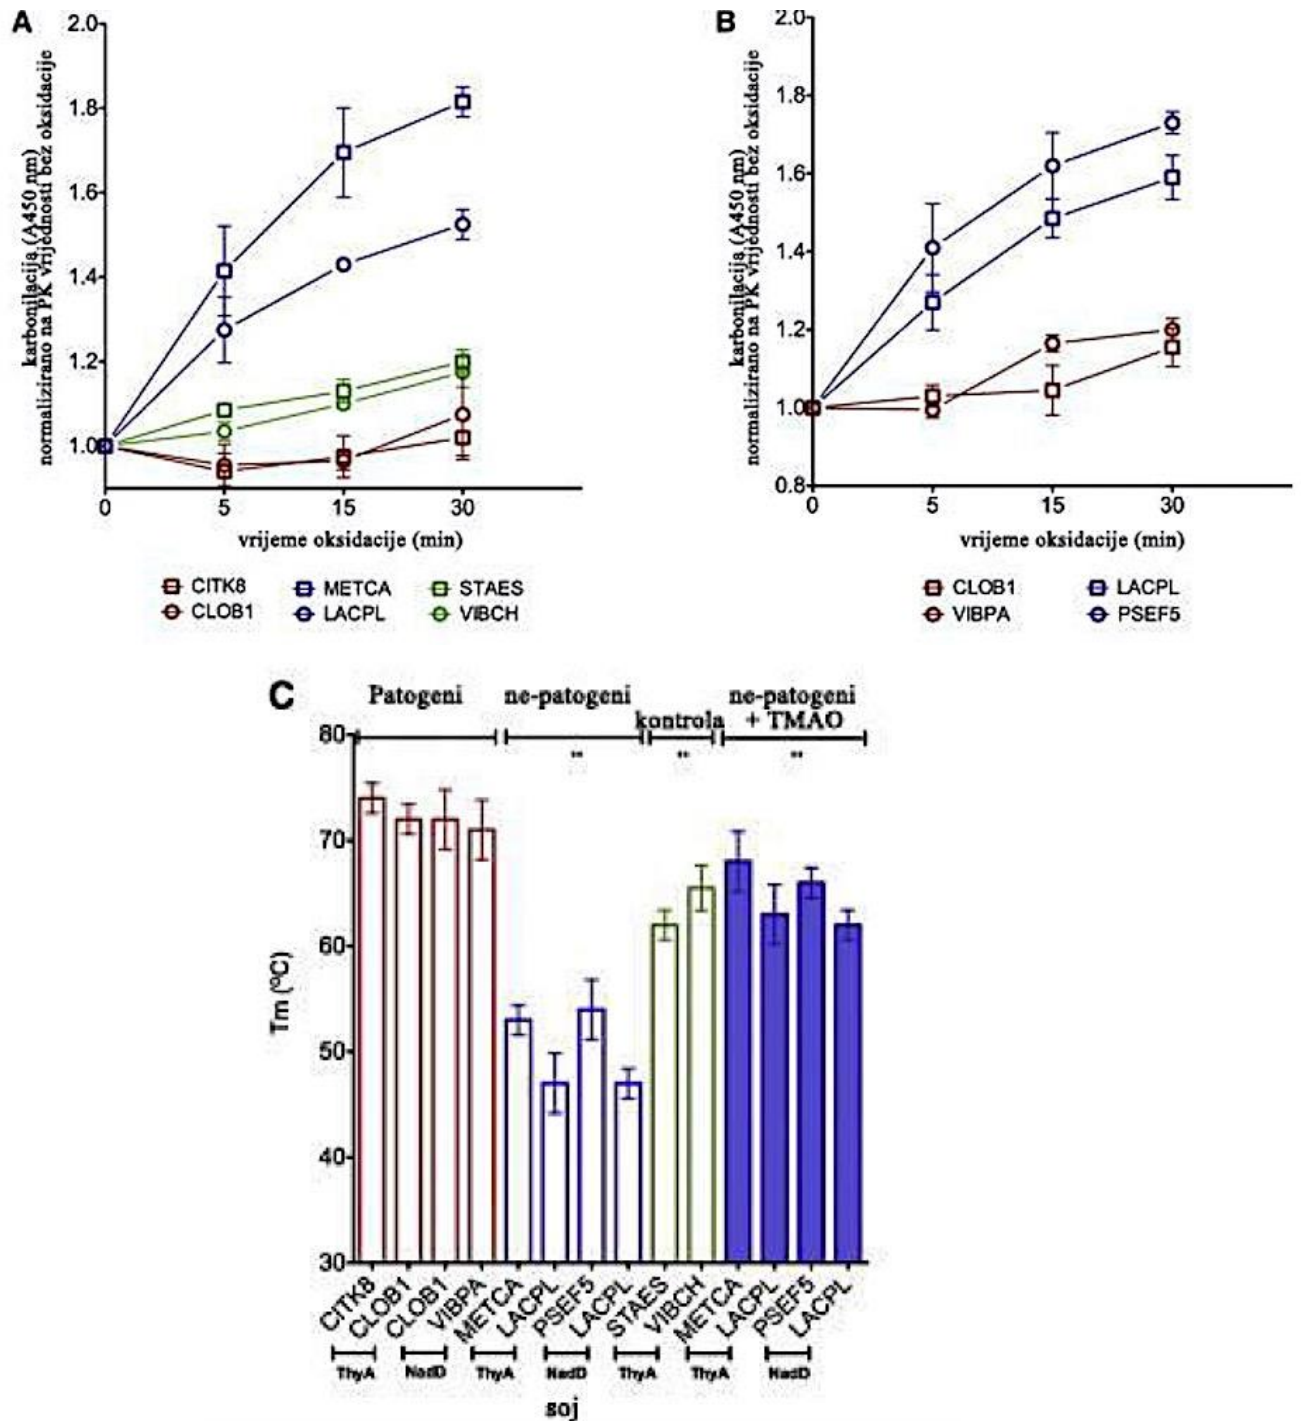 A
karbonilacija (A450 nm)
normalizirano na PK vrijednosti bez oksidacije
2.0
1.8
1.6
1.4
1.2
1.0
0 5 15 30
vrijeme oksidacije (min)
CITK8 METCA STAES
CLOB1 LACPL VIBCH
B
karbonilacija (A450 nm)
normalizirano na PK vrijednosti bez oksidacije
2.0
1.8
1.6
1.4
1.2
1.0
0.8
0 5 15 30
vrijeme oksidacije (min)
CLOB1 LACPL
VIBPA PSEF5
C
Patogeni ne-patogeni ne-patogeni
kontrola + TMAO
** ** **
Tm (°C)
80
70
60
50
40
30
CITK8 CLOB1 CLOB1 VIBPA METCA LACPL PSEF5 LACPL STAES VIBCH METCA LACPL PSEF5 LACPL
ThyA NadD ThyA NadD ThyA ThyA NadD
soj